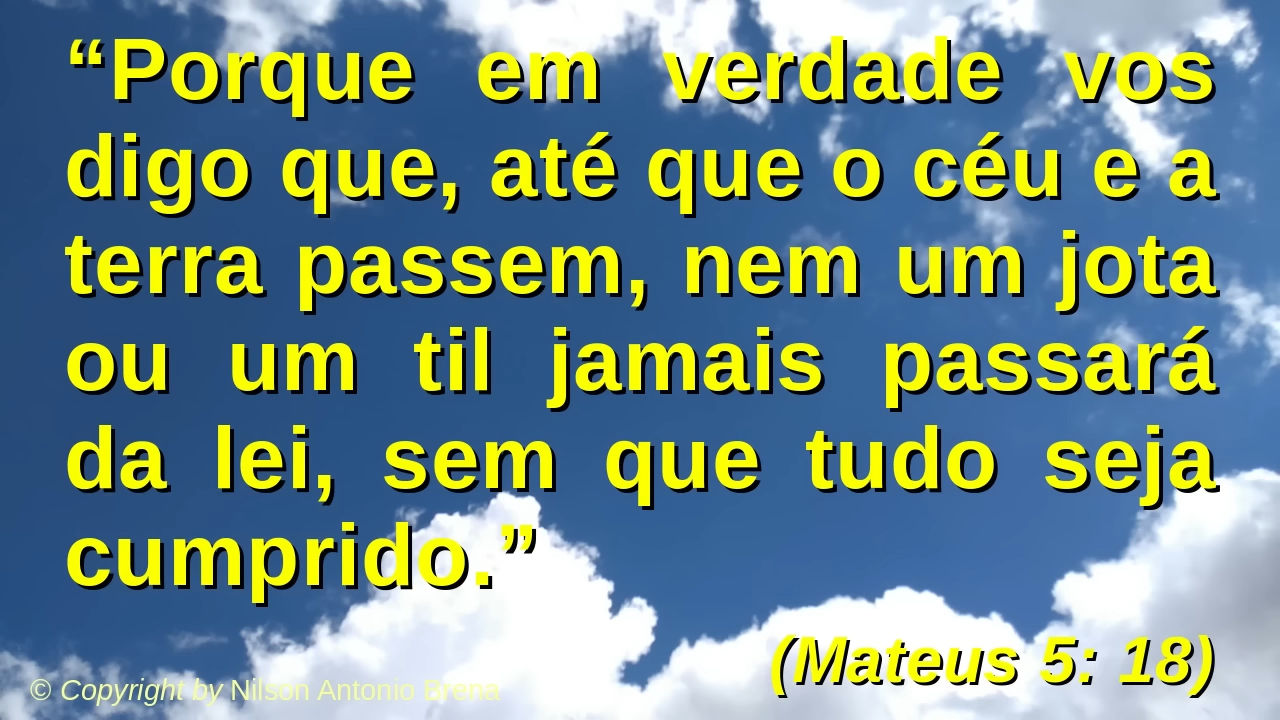 “Porque em verdade vos
digo que, até que o céu e a
terra passem, nem um jota
ou um til jamais passará
da lei, sem que tudo seja
cumprido.”
(Mateus 5: 18)
© Copyright by Nilson Antonio Brena